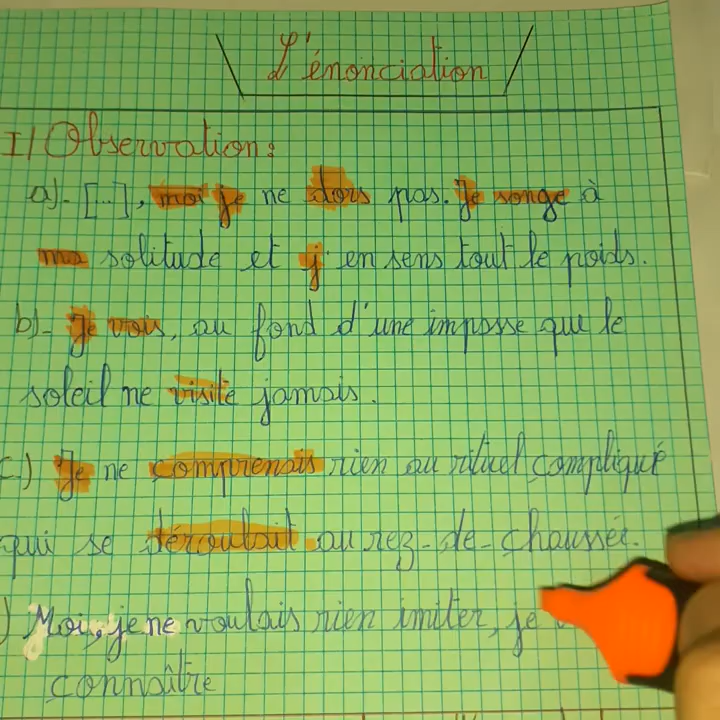 L'énonciation
I/ Observation:
a)- [...], moi je ne dors pas. Je songe à
ma solitude et j'en sens tout le poids.
b)- Je vois, au fond d'une impasse que le
soleil ne visite jamais.
c) Je ne comprenais rien au rituel compliqué
qui se déroulait au rez-de-chaussée.
) Moi, je ne voulais rien imiter, je
connaître